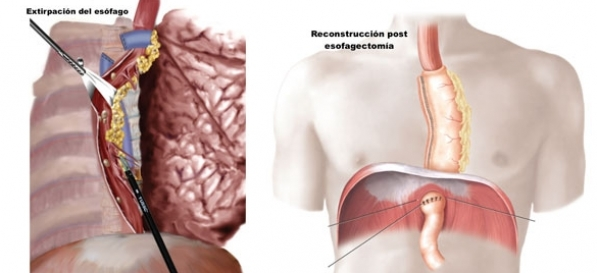 Extirpación del esófago
Reconstrucción post
esofagectomía